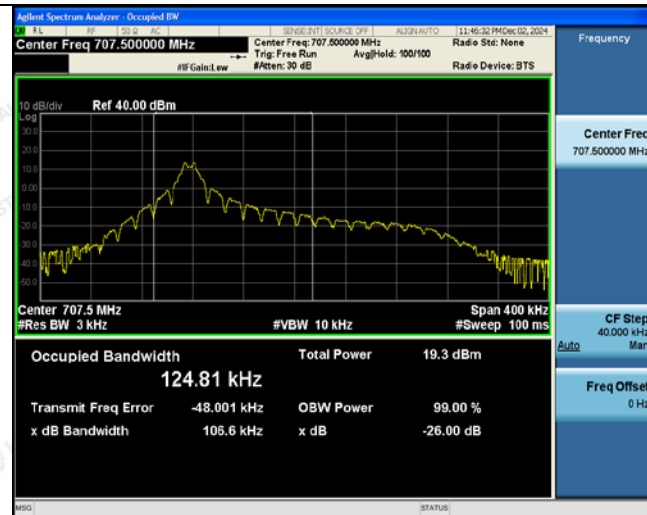 Agilent Spectrum Analyzer - Occupied BW
RL RF 50 Ω AC SENSE:INT SOURCE OFF ALIGN AUTO 11:46:32 PM Dec 02, 2024
Center Freq 707.500000 MHz
Center Freq: 707.500000 MHz
Radio Std: None
Trig: Free Run Avg|Hold: 100/100
#IFGain:Low
#Atten: 30 dB
Radio Device: BTS
10 dB/div Ref 40.00 dBm
Log
30.0
20.0
10.0
0.00
-10.0
-20.0
-30.0
-40.0
-50.0
Center 707.5 MHz Span 400 kHz
#Res BW 3 kHz #VBW 10 kHz #Sweep 100 ms
Occupied Bandwidth Total Power 19.3 dBm
124.81 kHz
Transmit Freq Error -48.001 kHz OBW Power 99.00 %
x dB Bandwidth 106.6 kHz x dB -26.00 dB
MSG STATUS
Frequency
Center Freq
707.500000 MHz
CF Step
40.000 kHz
Auto Man
Freq Offset
0 Hz